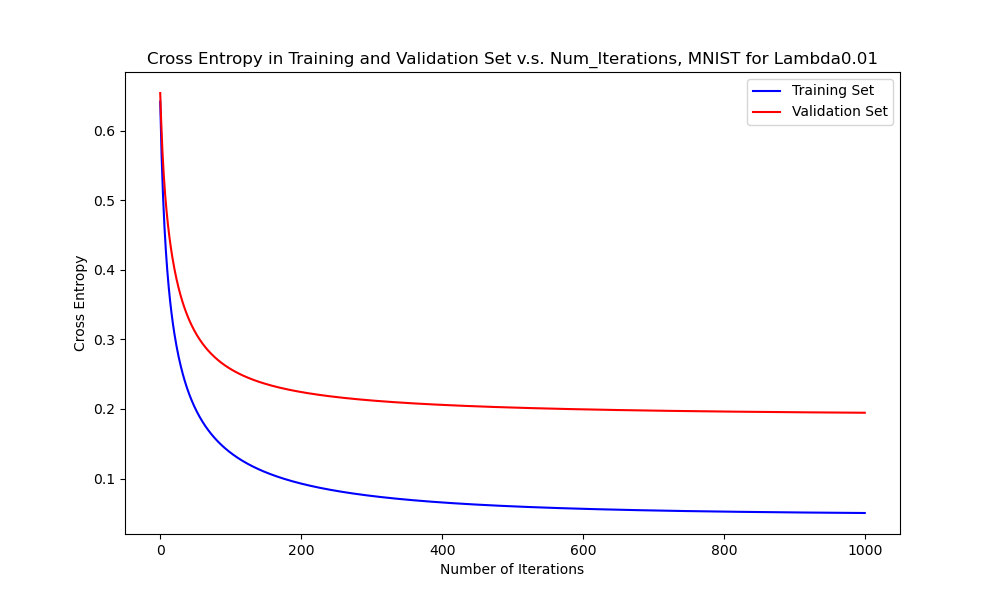 Cross Entropy in Training and Validation Set v.s. Num_Iterations, MNIST for Lambda0.01
Training Set
Validation Set
0.6
0.5
0.4
0.3
0.2
0.1
Cross Entropy
0 200 400 600 800 1000
Number of Iterations